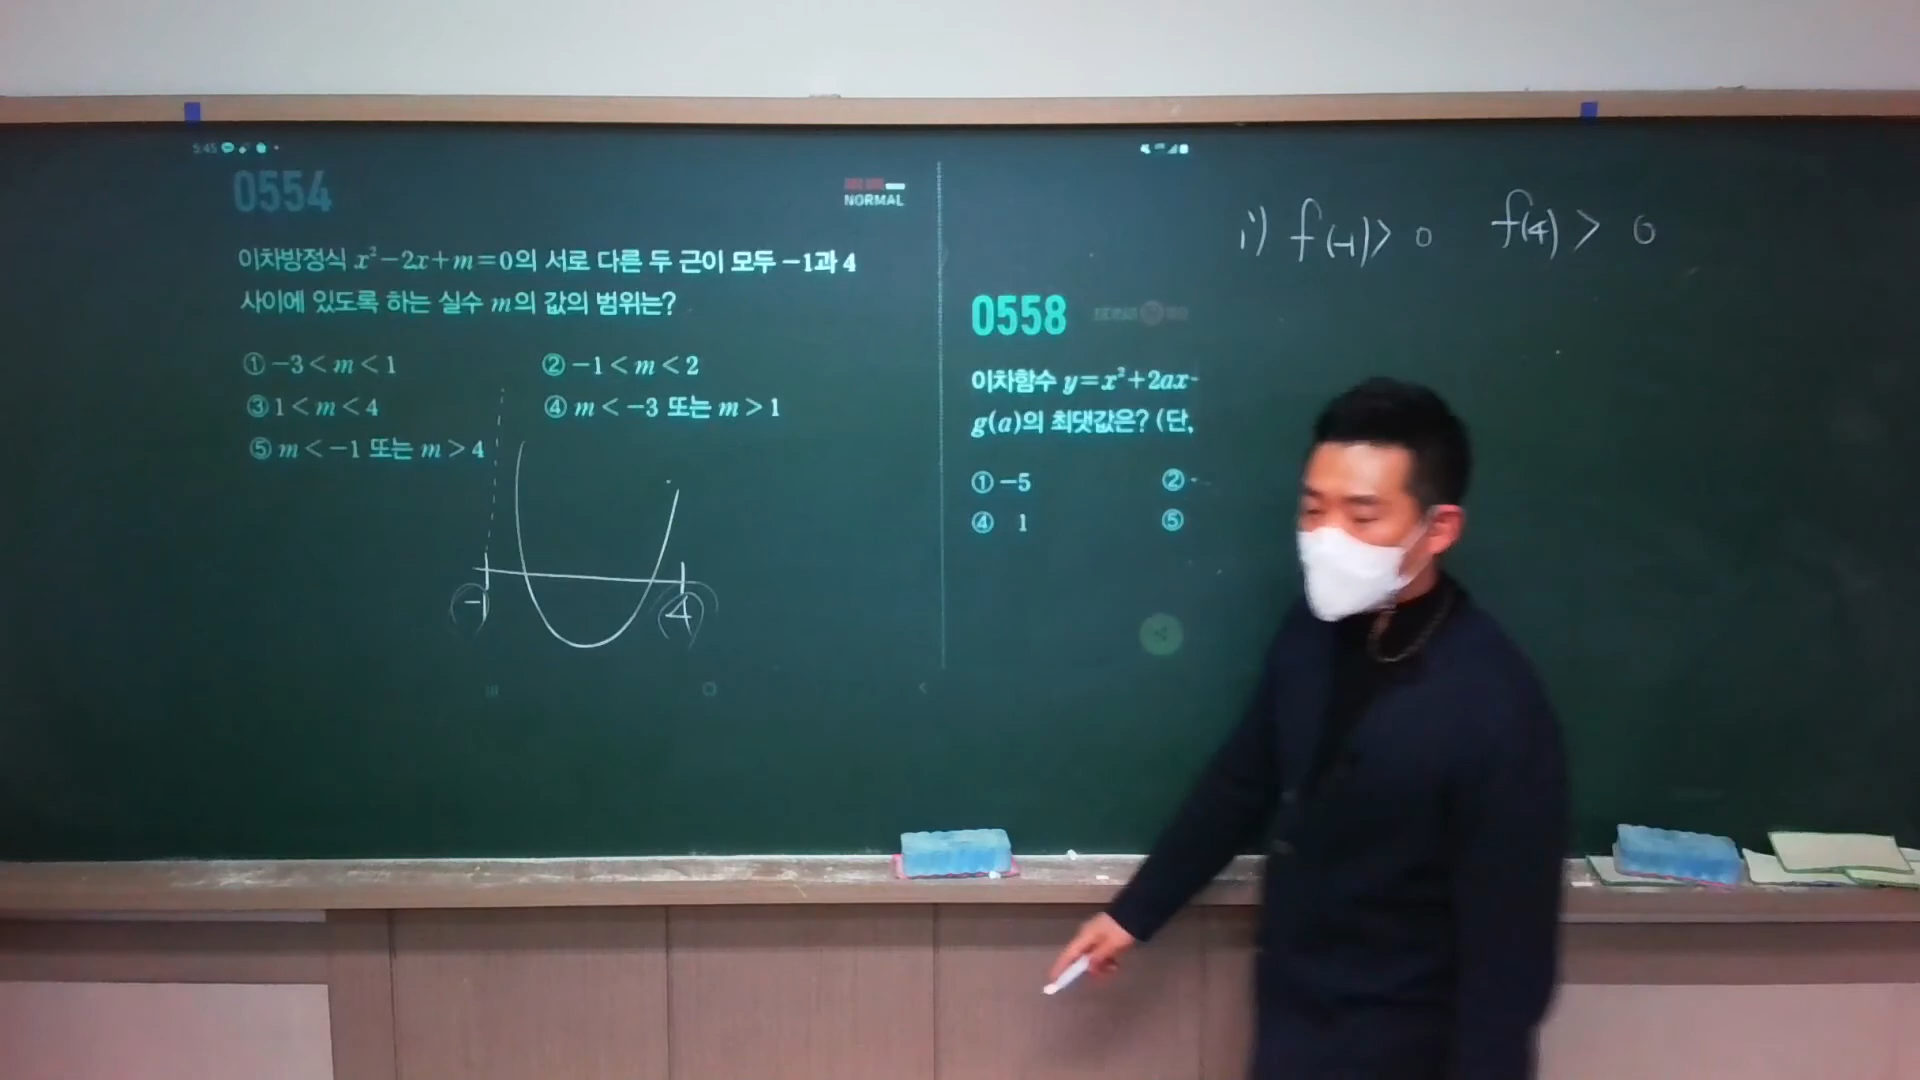 5:45
0554
NORMAL
이차방정식 x²-2x+m=0의 서로 다른 두 근이 모두 -1과 4
사이에 있도록 하는 실수 m의 값의 범위는?
① -3<m<1 ② -1<m<2
③ 1<m<4 ④ m<-3 또는 m>1
⑤ m<-1 또는 m>4
-1 4
0558
이차함수 y=x²+2ax-
g(a)의 최댓값은? (단,
① -5 ② -
④ 1 ⑤
i) f(-1)>0 f(4)>0